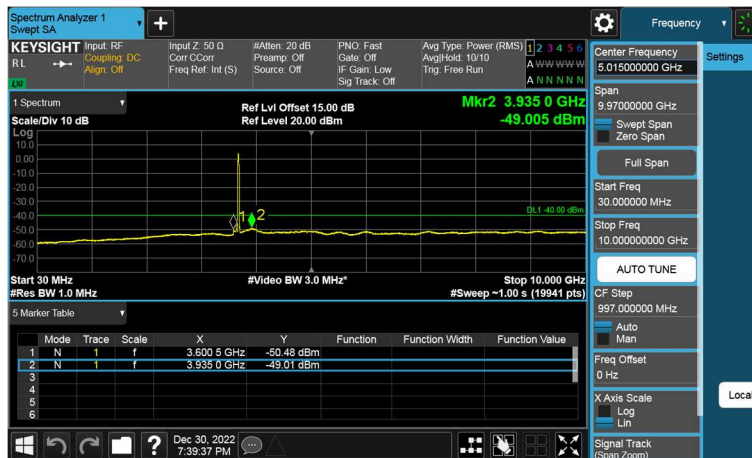 Spectrum Analyzer 1
Swept SA
Frequency
KEYSIGHT
RL
Input: RF
Coupling: DC
Align: Off
Input Z: 50 Ω
Corr CCorr
Freq Ref: Int (S)
#Atten: 20 dB
Preamp: Off
Source: Off
PNO: Fast
Gate: Off
IF Gain: Low
Sig Track: Off
Avg Type: Power (RMS)
Avg|Hold: 10/10
Trig: Free Run
1 2 3 4 5 6
A W W W W W
A N N N N N
LXI
1 Spectrum
Scale/Div 10 dB
Ref Lvl Offset 15.00 dB
Ref Level 20.00 dBm
Mkr2 3.935 0 GHz
-49.005 dBm
Log
10.0
0.00
-10.0
-20.0
-30.0
-40.0
-50.0
-60.0
-70.0
1
2
DL1 -40.00 dBm
Start 30 MHz
#Res BW 1.0 MHz
#Video BW 3.0 MHz*
Stop 10.000 GHz
#Sweep ~1.00 s (19941 pts)
5 Marker Table
Mode Trace Scale X Y Function Function Width Function Value
1 N 1 f 3.600 5 GHz -50.48 dBm
2 N 1 f 3.935 0 GHz -49.01 dBm
3
4
5
6
?
Dec 30, 2022
7:39:37 PM
Center Frequency
5.015000000 GHz
Settings
Span
9.97000000 GHz
Swept Span
Zero Span
Full Span
Start Freq
30.000000 MHz
Stop Freq
10.000000000 GHz
AUTO TUNE
CF Step
997.000000 MHz
Auto
Man
Freq Offset
0 Hz
X Axis Scale
Log
Lin
Local
Signal Track
(Span Zoom)